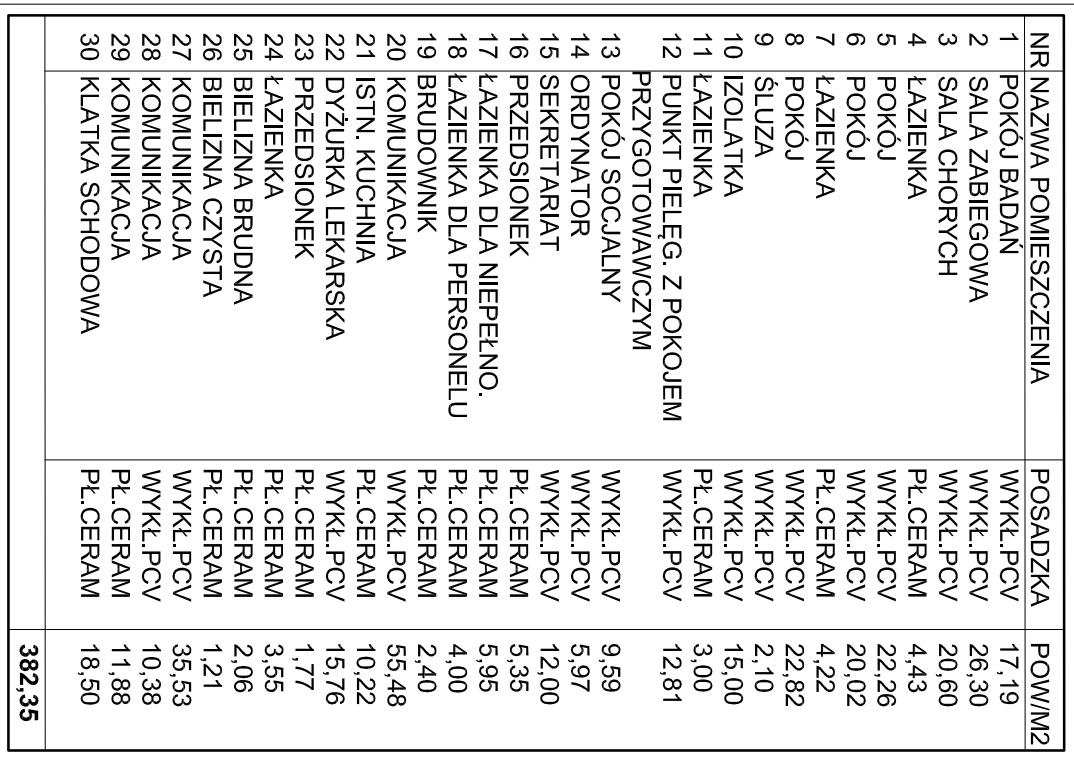 NR NAZWA POMIESZCZENIA POSADZKA POW/M2
1 POKÓJ BADAŃ WYKŁ.PCV 17,19
2 SALA ZABIEGOWA WYKŁ.PCV 26,30
3 SALA CHORYCH WYKŁ.PCV 20,60
4 ŁAZIENKA PŁ.CERAM 4,43
5 POKÓJ WYKŁ.PCV 22,26
6 POKÓJ WYKŁ.PCV 20,02
7 ŁAZIENKA PŁ.CERAM 4,22
8 POKÓJ WYKŁ.PCV 22,82
9 ŚLUZA WYKŁ.PCV 2,10
10 IZOLATKA WYKŁ.PCV 15,00
11 ŁAZIENKA PŁ.CERAM 3,00
12 PUNKT PIELĘG. Z POKOJEM WYKŁ.PCV 12,81
PRZYGOTOWAWCZYM
13 POKÓJ SOCJALNY WYKŁ.PCV 9,59
14 ORDYNATOR WYKŁ.PCV 5,97
15 SEKRETARIAT WYKŁ.PCV 12,00
16 PRZEDSIONEK PŁ.CERAM 5,35
17 ŁAZIENKA DLA NIEPEŁNO. PŁ.CERAM 5,95
18 ŁAZIENKA DLA PERSONELU PŁ.CERAM 4,00
19 BRUDOWNIK PŁ.CERAM 2,40
20 KOMUNIKACJA WYKŁ.PCV 55,48
21 ISTN. KUCHNIA PŁ.CERAM 10,22
22 DYŻURKA LEKARSKA WYKŁ.PCV 15,76
23 PRZEDSIONEK PŁ.CERAM 1,77
24 ŁAZIENKA PŁ.CERAM 3,55
25 BIELIZNA BRUDNA PŁ.CERAM 2,06
26 BIELIZNA CZYSTA PŁ.CERAM 1,21
27 KOMUNIKACJA WYKŁ.PCV 35,53
28 KOMUNIKACJA WYKŁ.PCV 10,38
29 KOMUNIKACJA PŁ.CERAM 11,88
30 KLATKA SCHODOWA PŁ.CERAM 18,50
382,35